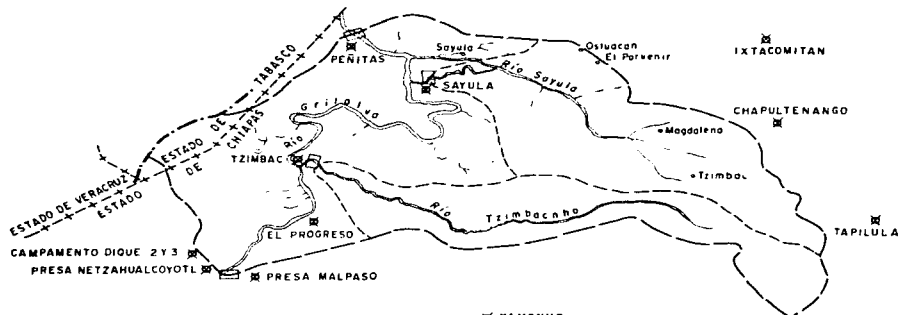 IXTACOMITAN
Ostuacan
El Porvenir
Sayula
PEÑITAS
Río Sayula
SAYULA
TABASCO
CHIAPAS
ESTADO DE
ESTADO DE
Río Grijalva
CHAPULTENANGO
Magdalena
TZIMBAC
Tzimbac
ESTADO DE VERACRUZ
Río
EL PROGRESO
TAPILULA
CAMPAMENTO DIQUE 2 Y 3
PRESA NETZAHUALCOYOTL
PRESA MALPASO